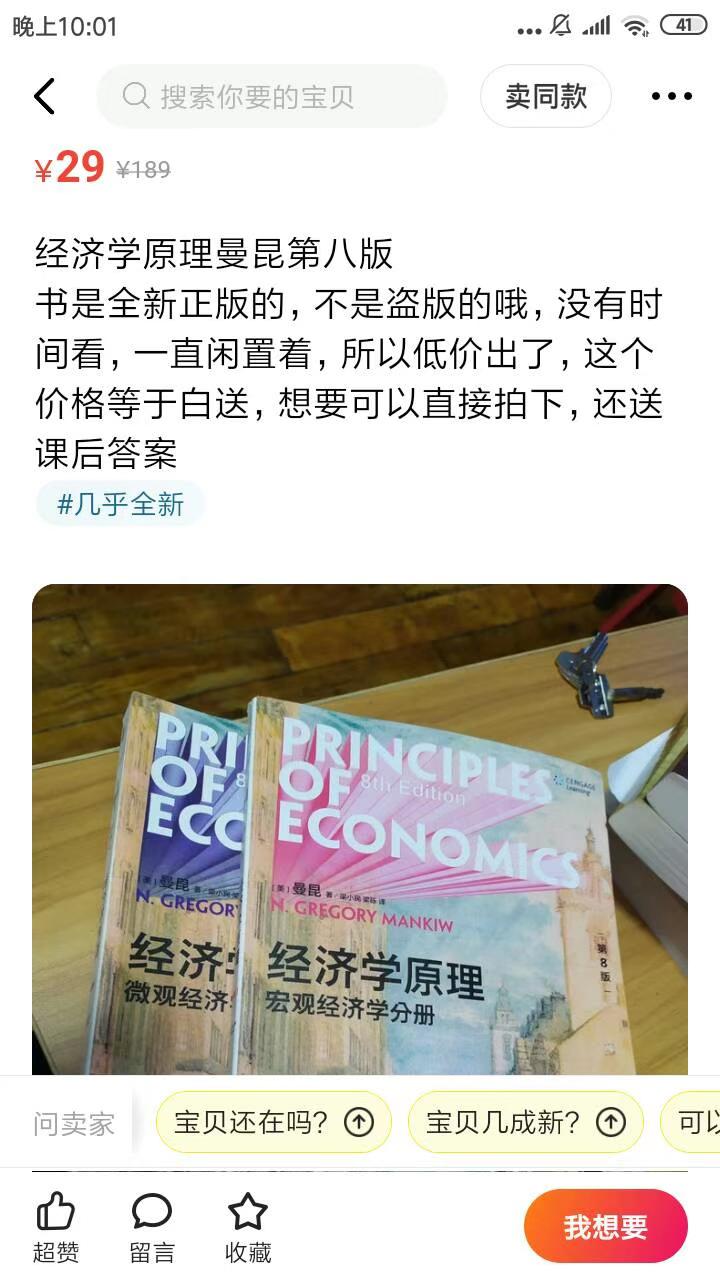 晚上10:01
41
搜索你要的宝贝
卖同款
¥29 ¥189
经济学原理曼昆第八版
书是全新正版的，不是盗版的哦，没有时
间看，一直闲置着，所以低价出了，这个
价格等于白送，想要可以直接拍下，还送
课后答案
#几乎全新
PRI
OF 8
ECO
[美] 曼昆 著
N. GREGORY
经济学
微观经济
PRINCIPLES
OF 8th Edition
ECONOMICS
CENGAGE
Learning
[美] 曼昆 著 / 梁小民 梁砾 译
N. GREGORY MANKIW
经济学原理
宏观经济学分册
第8版
问卖家
宝贝还在吗？
宝贝几成新？
可以
超赞
留言
收藏
我想要